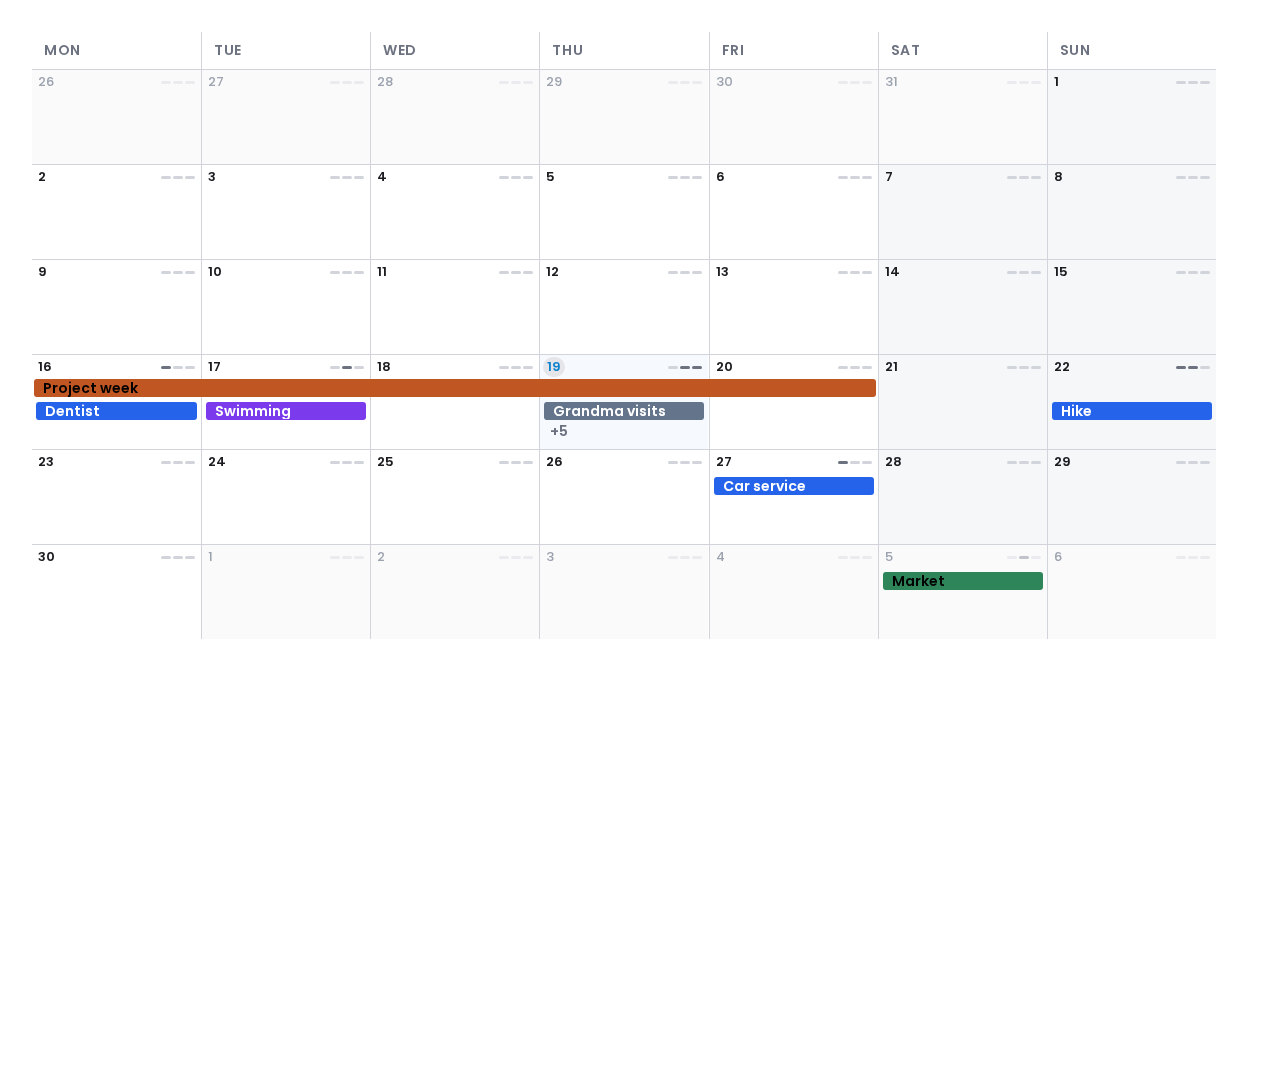 MON TUE WED THU FRI SAT SUN
26 27 28 29 30 31 1
2 3 4 5 6 7 8
9 10 11 12 13 14 15
16 17 18 19 20 21 22
Project week
Dentist Swimming Grandma visits Hike
+5
23 24 25 26 27 28 29
Car service
30 1 2 3 4 5 6
Market